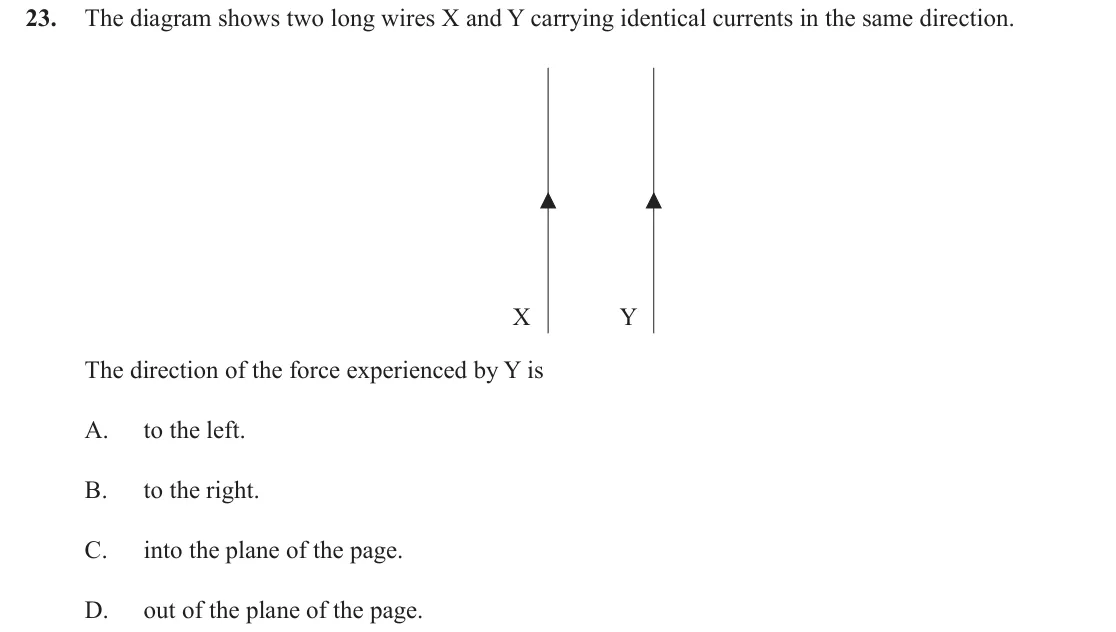 23. The diagram shows two long wires X and Y carrying identical currents in the same direction.
X Y
The direction of the force experienced by Y is
A. to the left.
B. to the right.
C. into the plane of the page.
D. out of the plane of the page.